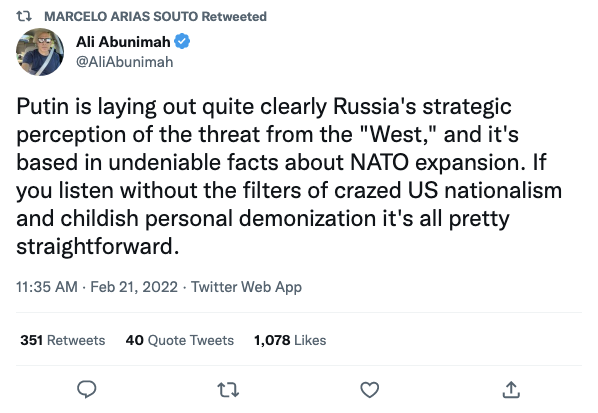 MARCELO ARIAS SOUTO Retweeted
Ali Abunimah
@AliAbunimah
Putin is laying out quite clearly Russia's strategic
perception of the threat from the "West," and it's
based in undeniable facts about NATO expansion. If
you listen without the filters of crazed US nationalism
and childish personal demonization it's all pretty
straightforward.
11:35 AM · Feb 21, 2022 · Twitter Web App
351 Retweets 40 Quote Tweets 1,078 Likes